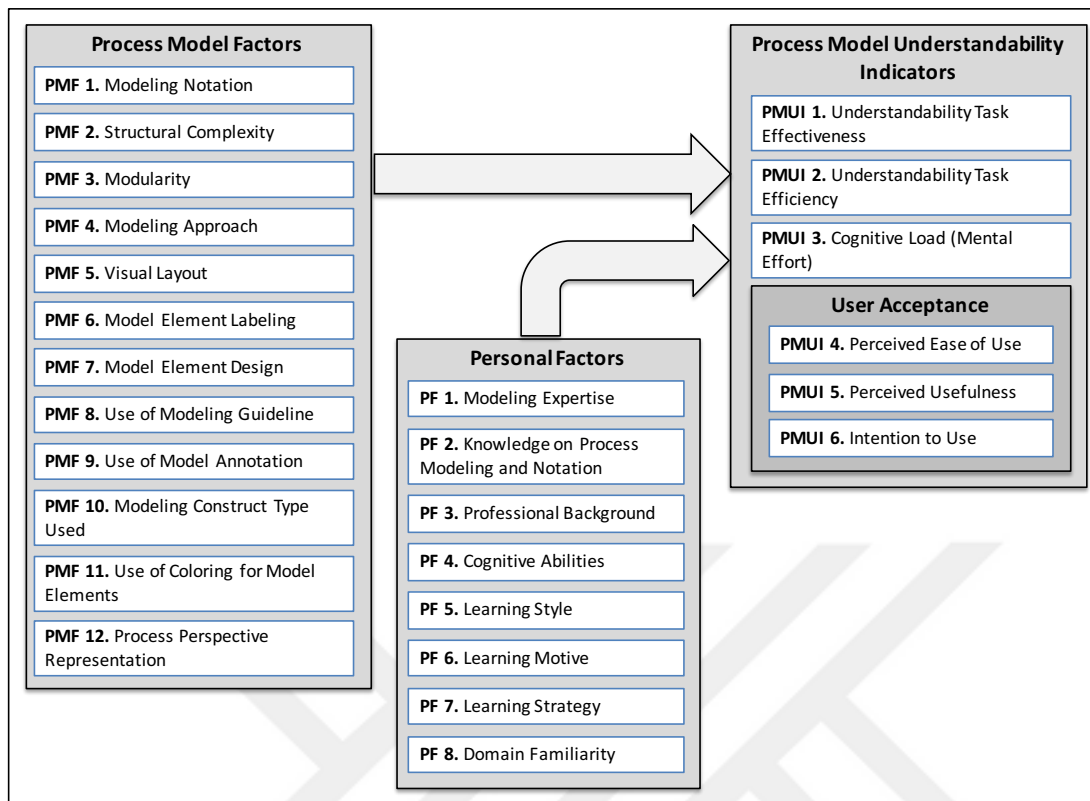 Process Model Factors
PMF 1. Modeling Notation
PMF 2. Structural Complexity
PMF 3. Modularity
PMF 4. Modeling Approach
PMF 5. Visual Layout
PMF 6. Model Element Labeling
PMF 7. Model Element Design
PMF 8. Use of Modeling Guideline
PMF 9. Use of Model Annotation
PMF 10. Modeling Construct Type
Used
PMF 11. Use of Coloring for Model
Elements
PMF 12. Process Perspective
Representation
Personal Factors
PF 1. Modeling Expertise
PF 2. Knowledge on Process
Modeling and Notation
PF 3. Professional Background
PF 4. Cognitive Abilities
PF 5. Learning Style
PF 6. Learning Motive
PF 7. Learning Strategy
PF 8. Domain Familiarity
Process Model Understandability
Indicators
PMUI 1. Understandability Task
Effectiveness
PMUI 2. Understandability Task
Efficiency
PMUI 3. Cognitive Load (Mental
Effort)
User Acceptance
PMUI 4. Perceived Ease of Use
PMUI 5. Perceived Usefulness
PMUI 6. Intention to Use